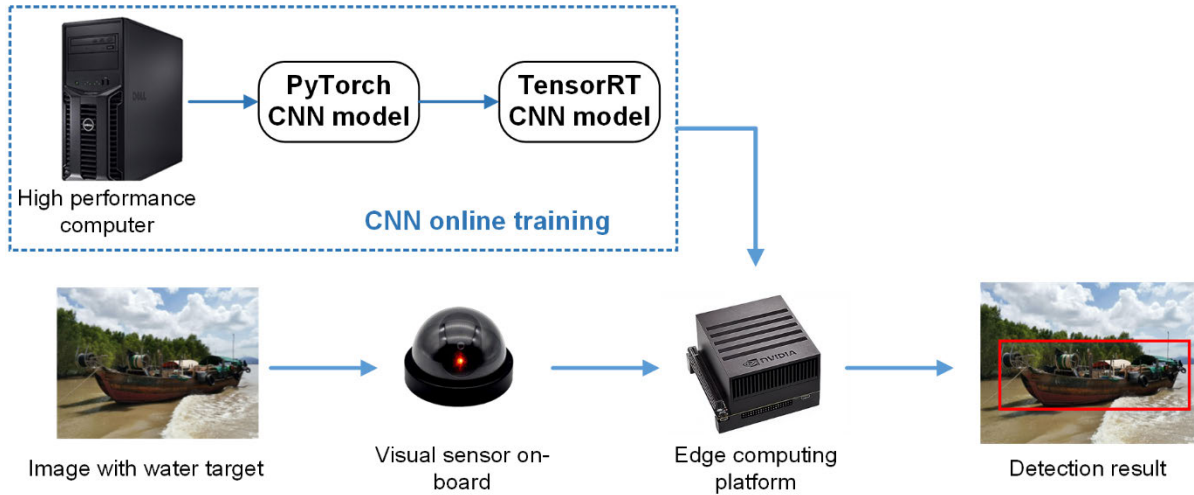 PyTorch
CNN model
TensorRT
CNN model
High performance
computer
CNN online training
NVIDIA
Image with water target
Visual sensor on-
board
Edge computing
platform
Detection result